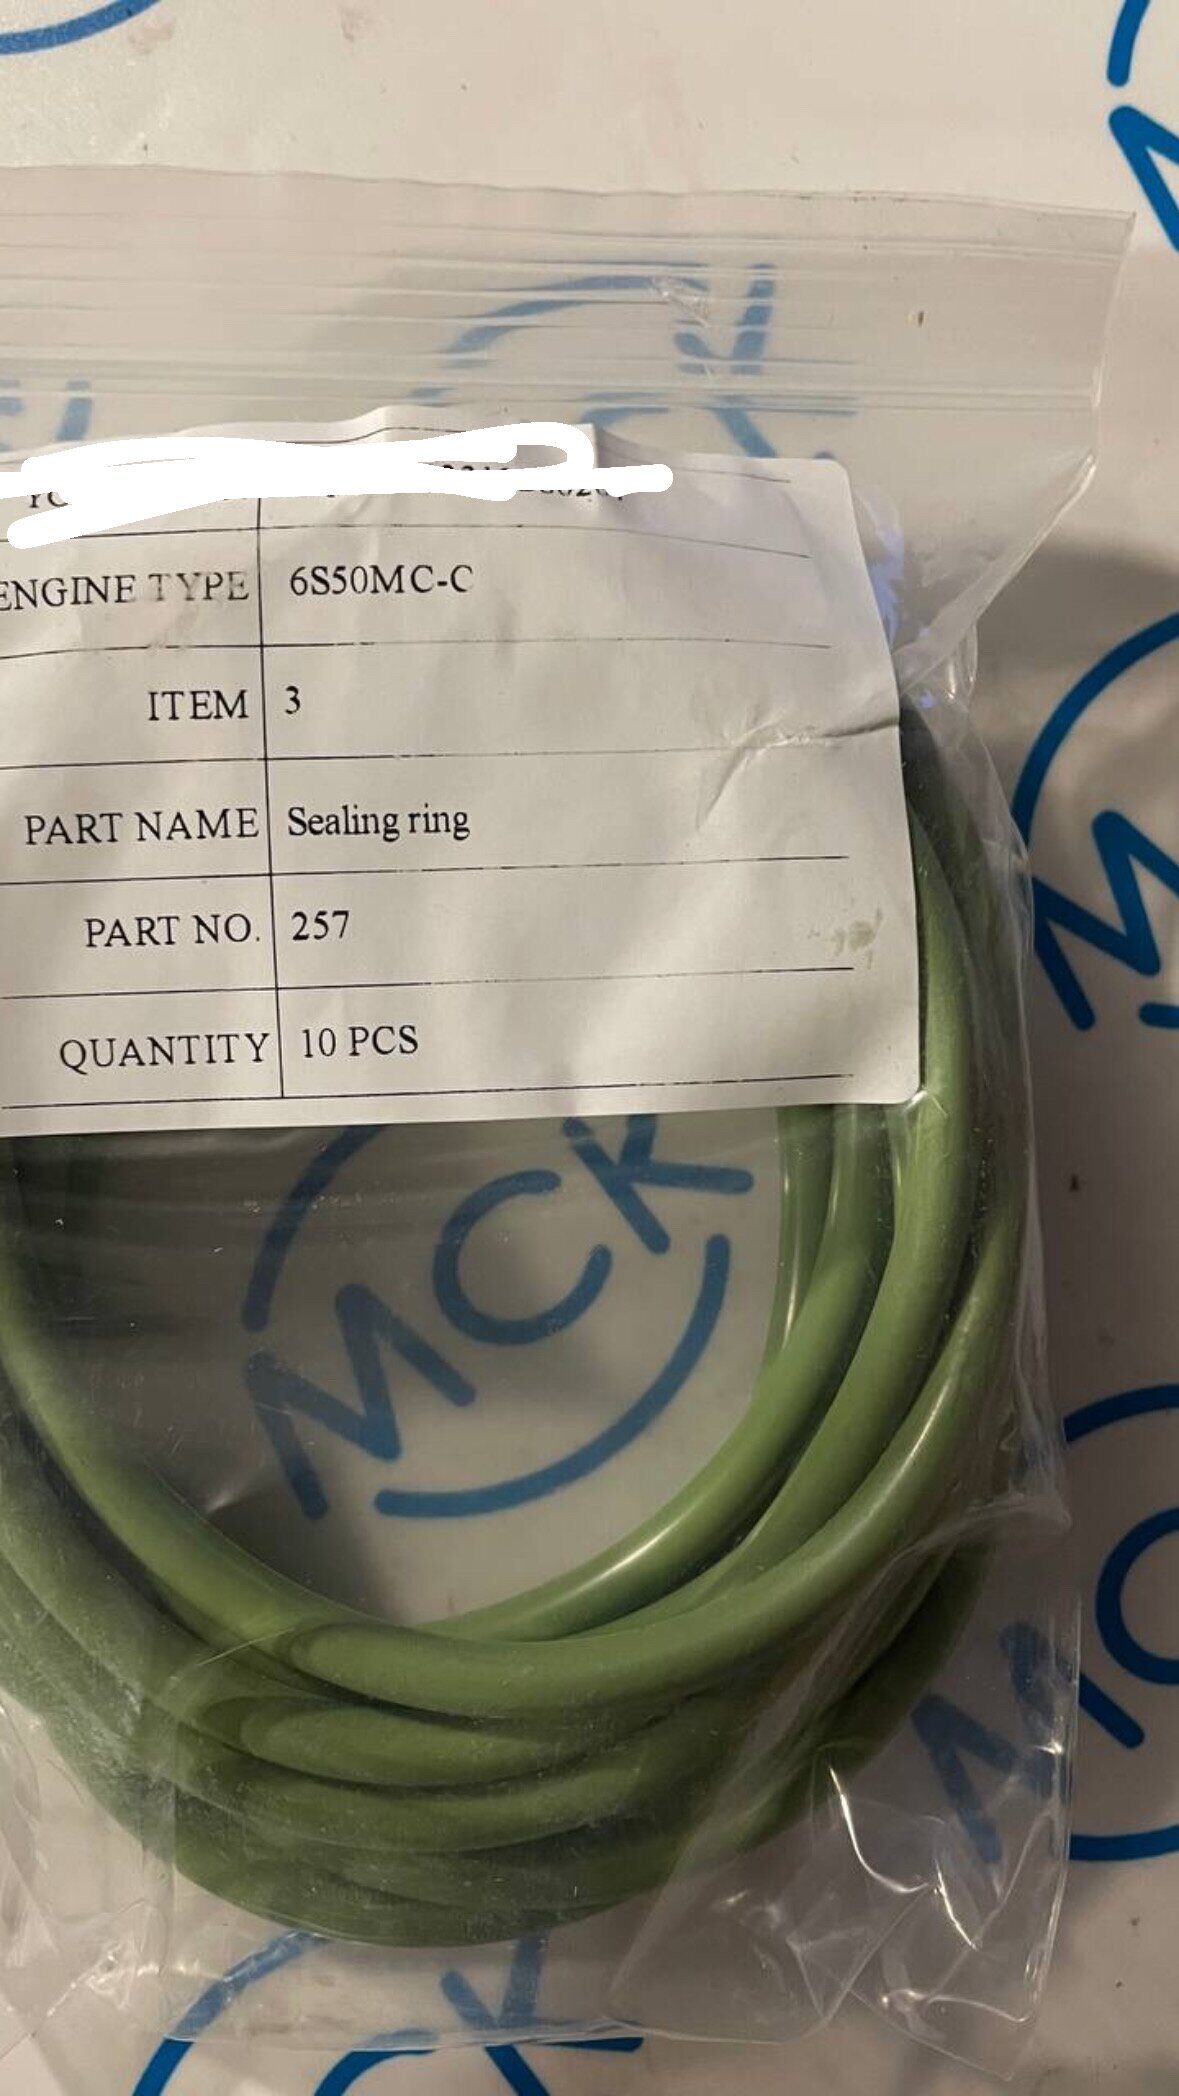 ENGINE TYPE 6S50MC-C
ITEM 3
PART NAME Sealing ring
PART NO. 257
QUANTITY 10 PCS
MCK